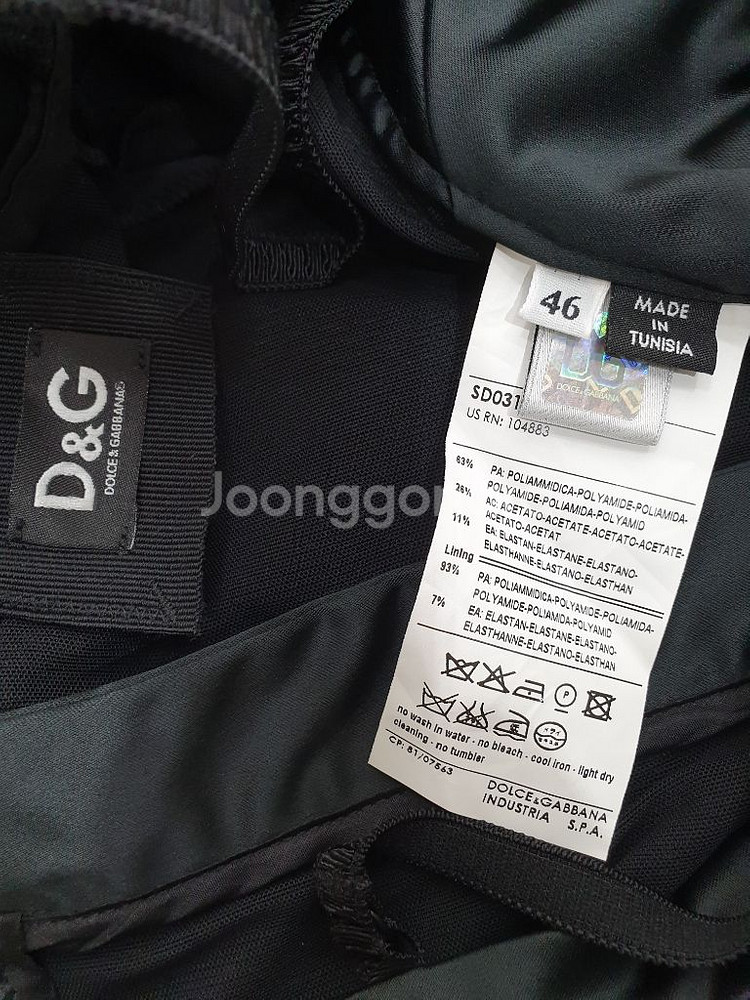 D&G
DOLCE & GABBANA®
46
MADE
IN
TUNISIA
DOLCE & GABBANA
SD031
US RN: 104883
63% PA: POLIAMMIDICA-POLYAMIDE-POLIAMIDA-
POLYAMIDE-POLIAMIDA-POLYAMID
26% AC: ACETATO-ACETATE-ACETATO-ACETATE-
ACETATO-ACETAT
11% EA: ELASTAN-ELASTANE-ELASTANO-
ELASTHANNE-ELASTANO-ELASTHAN
Lining
93% PA: POLIAMMIDICA-POLYAMIDE-POLIAMIDA-
POLYAMIDE-POLIAMIDA-POLYAMID
7% EA: ELASTAN-ELASTANE-ELASTANO-
ELASTHANNE-ELASTANO-ELASTHAN
P
no wash in water - no bleach - cool iron - light dry
cleaning - no tumbler
CP: 81/07563
DOLCE & GABBANA
INDUSTRIA S.P.A.
Joonggon